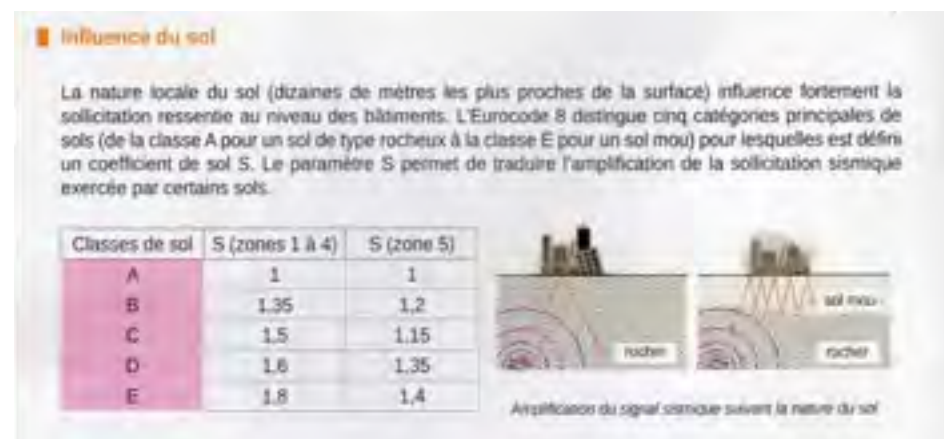 Influence du sol
La nature locale du sol (dizaines de mètres les plus proches de la surface) influence fortement la
sollicitation ressentie au niveau des bâtiments. L'Eurocode 8 distingue cinq catégories principales de
sols (de la classe A pour un sol de type rocheux à la classe E pour un sol mou) pour lesquelles est défini
un coefficient de sol S. Le paramètre S permet de traduire l'amplification de la sollicitation sismique
exercée par certains sols.
Classes de sol S (zones 1 à 4) S (zone 5)
A 1 1
B 1,35 1,2
C 1,5 1,15
D 1,6 1,35
E 1,8 1,4
rocher
sol mou
rocher
Amplification du signal sismique suivant la nature du sol